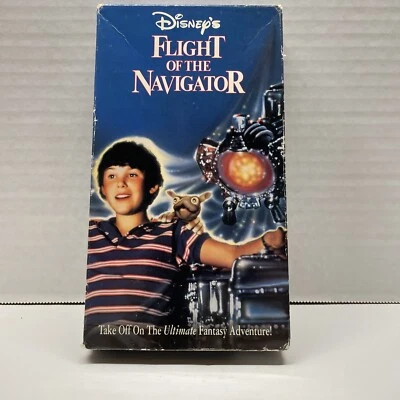 Disney's
FLIGHT
OF THE
NAVIGATOR
Take Off On The Ultimate Fantasy Adventure!